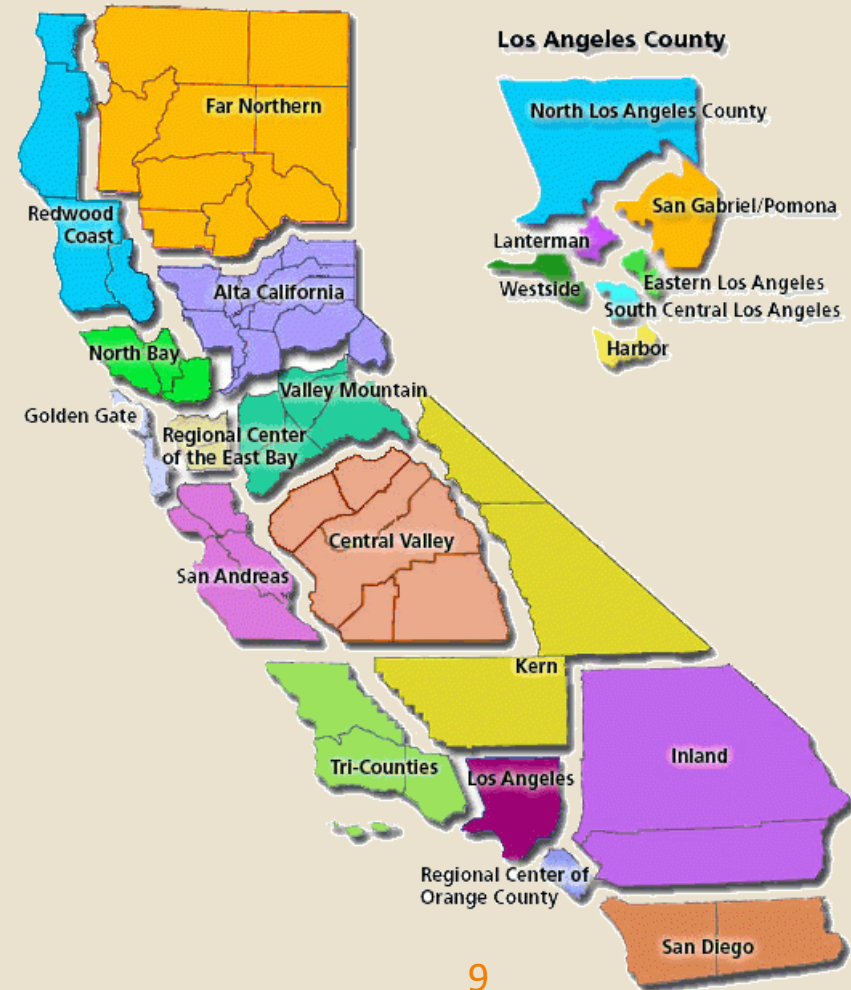 Los Angeles County
Far Northern
North Los Angeles County
Redwood
Coast
San Gabriel/Pomona
Lanterman
Westside
Eastern Los Angeles
South Central Los Angeles
Harbor
Alta California
North Bay
Valley Mountain
Golden Gate
Regional Center
of the East Bay
Central Valley
San Andreas
Kern
Inland
Tri-Counties
Los Angeles
Regional Center of
Orange County
San Diego
9